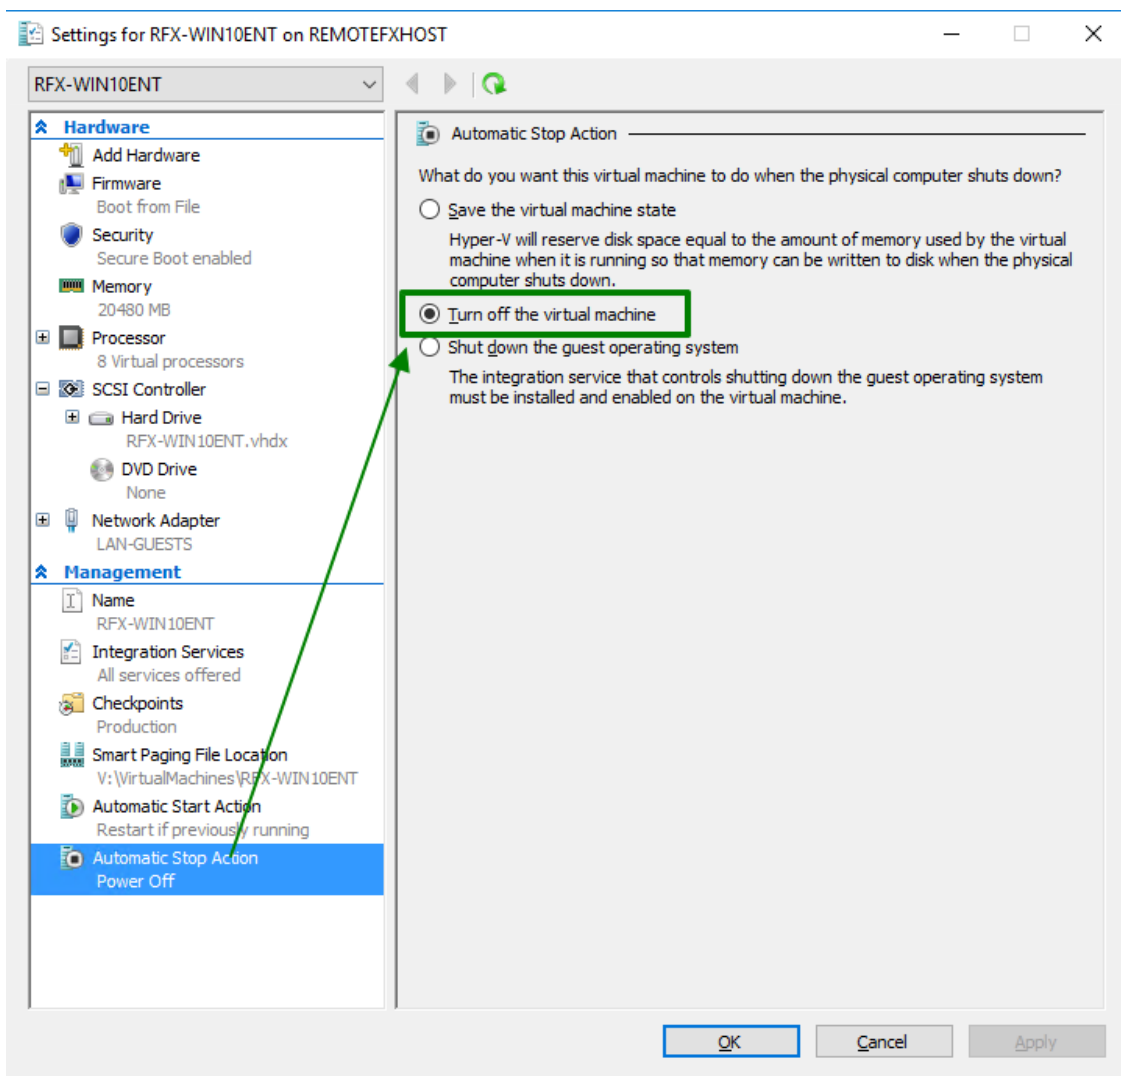 Settings for RFX-WIN10ENT on REMOTEFXHOST
RFX-WIN10ENT
Hardware
Add Hardware
Firmware
Boot from File
Security
Secure Boot enabled
Memory
20480 MB
Processor
8 Virtual processors
SCSI Controller
Hard Drive
RFX-WIN10ENT.vhdx
DVD Drive
None
Network Adapter
LAN-GUESTS
Management
Name
RFX-WIN10ENT
Integration Services
All services offered
Checkpoints
Production
Smart Paging File Location
V:\VirtualMachines\RFX-WIN10ENT
Automatic Start Action
Restart if previously running
Automatic Stop Action
Power Off
Automatic Stop Action
What do you want this virtual machine to do when the physical computer shuts down?
Save the virtual machine state
Hyper-V will reserve disk space equal to the amount of memory used by the virtual
machine when it is running so that memory can be written to disk when the physical
computer shuts down.
Turn off the virtual machine
Shut down the guest operating system
The integration service that controls shutting down the guest operating system
must be installed and enabled on the virtual machine.
OK
Cancel
Apply